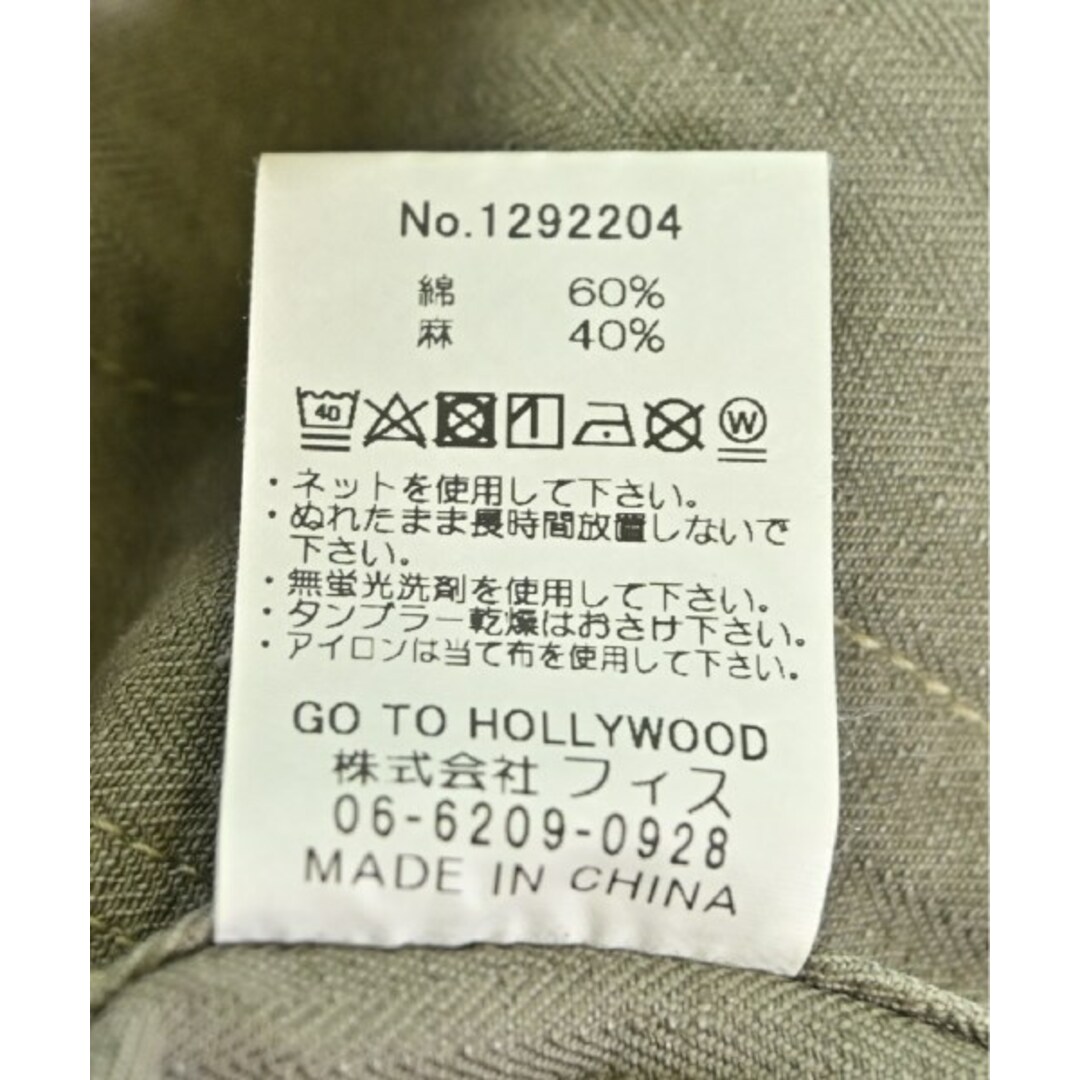 No.1292204
綿 60%
麻 40%
40 W
・ネットを使用して下さい。
・ぬれたまま長時間放置しないで
下さい。
・無蛍光洗剤を使用して下さい。
・タンブラー乾燥はおさけ下さい。
・アイロンは当て布を使用して下さい。
GO TO HOLLYWOOD
株式会社 フィス
06-6209-0928
MADE IN CHINA